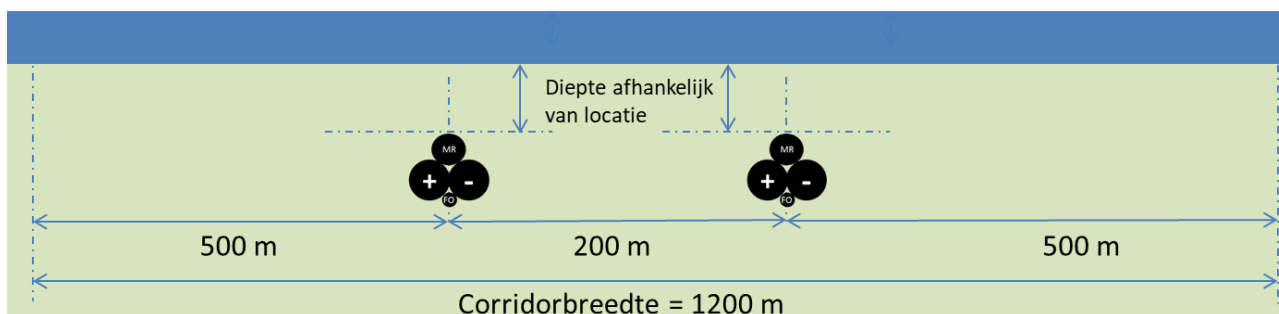 Diepte afhankelijk
van locatie
MR MR
+ - + -
FO FO
500 m 200 m 500 m
Corridorbreedte = 1200 m